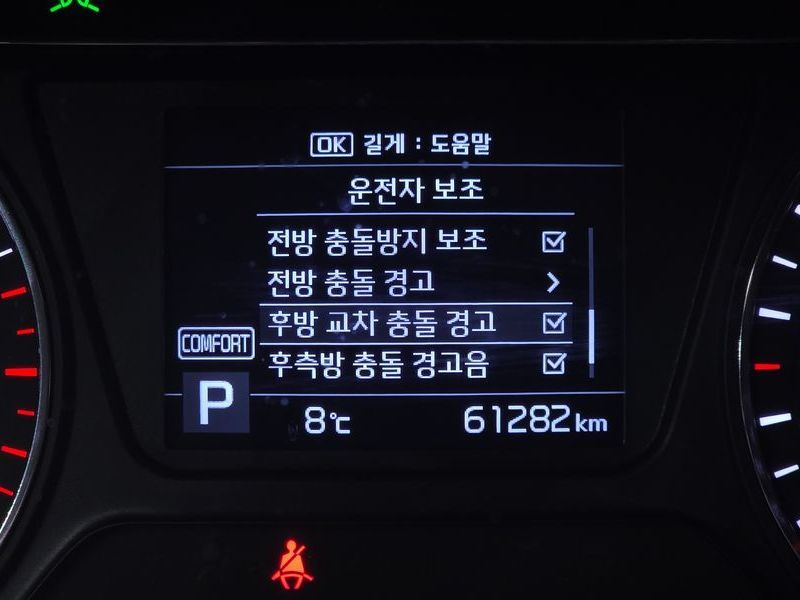 OK 길게 : 도움말
운전자 보조
전방 충돌방지 보조
전방 충돌 경고
후방 교차 충돌 경고
COMFORT
후측방 충돌 경고음
P 8℃ 61282km